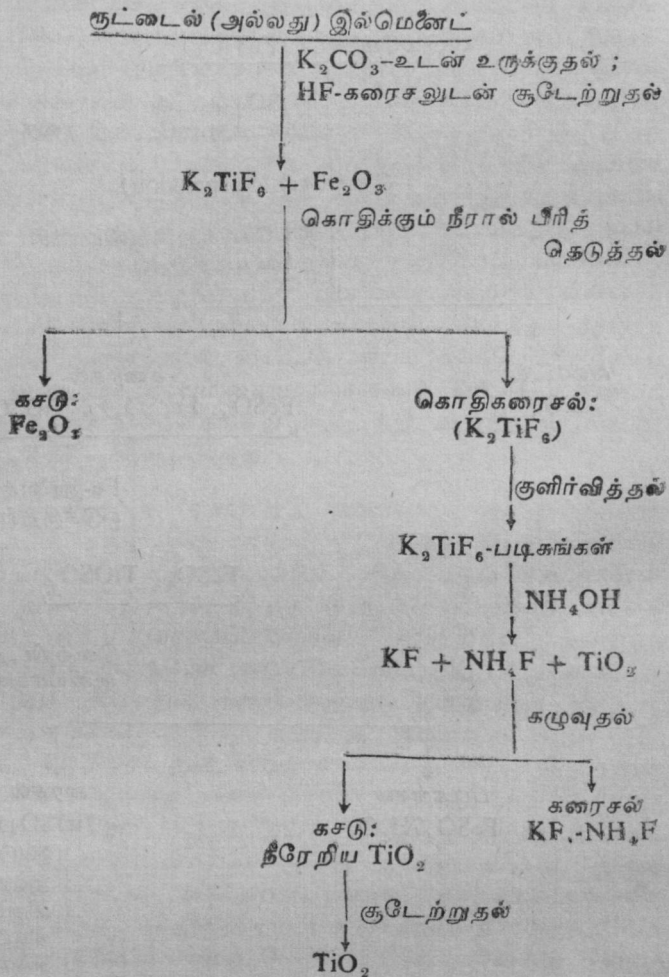 ரூட்டைல் (அல்லது) இல்மெனைட்
K₂CO₃-உடன் உருக்குதல் ;
HF-கரைசலுடன் சூடேற்றுதல்
K₂TiF₆ + Fe₂O₃
கொதிக்கும் நீரால் பிரித்
தெடுத்தல்
கசடு:
Fe₂O₃
கொதிகரைசல்:
(K₂TiF₆)
குளிர்வித்தல்
K₂TiF₆-படிகங்கள்
NH₄OH
KF + NH₄F + TiO₂
கழுவுதல்
கசடு:
நீரேறிய TiO₂
கரைசல்
KF,-NH₄F
சூடேற்றுதல்
TiO₂